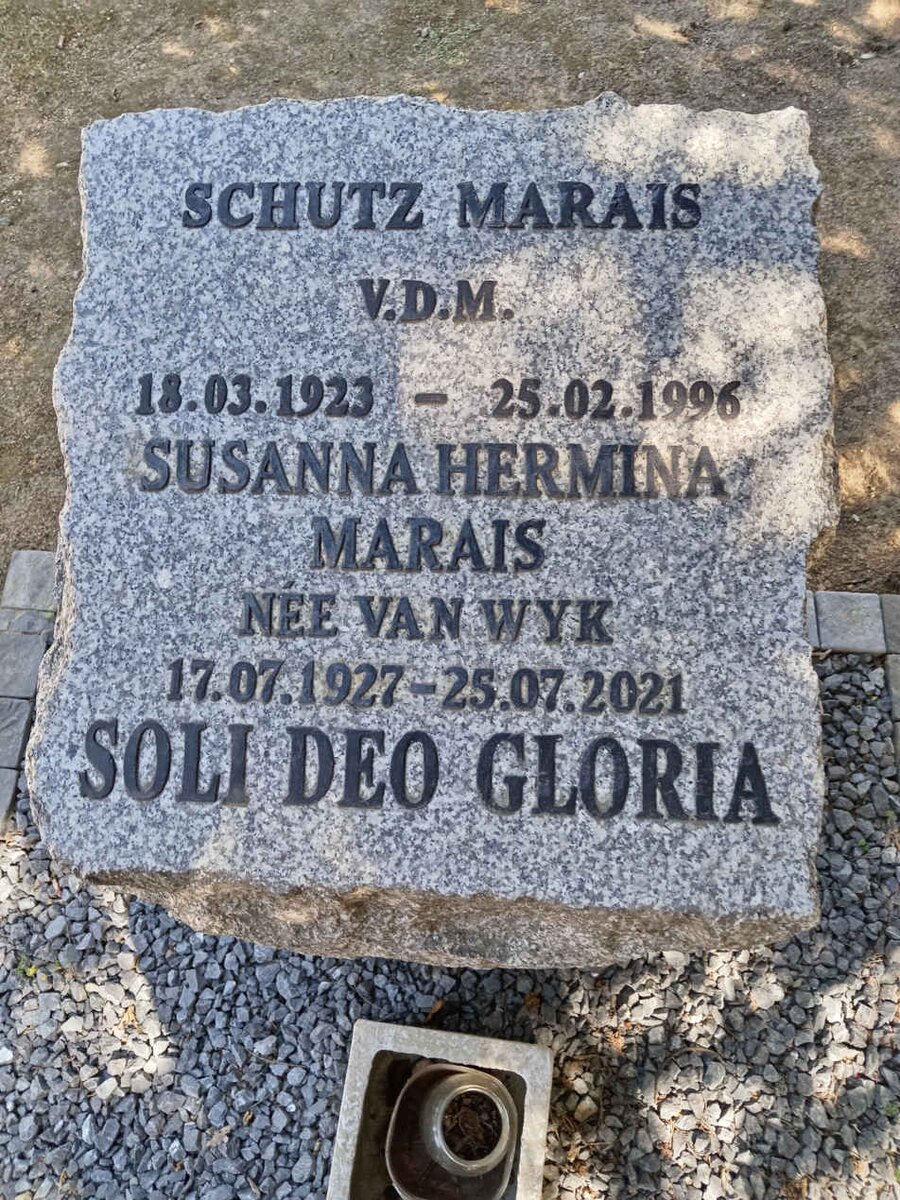 SCHUTZ MARAIS
V.D.M.
18.03.1923 - 25.02.1996
SUSANNA HERMINA
MARAIS
NÉE VAN WYK
17.07.1927-25.07.2021
SOLI DEO GLORIA